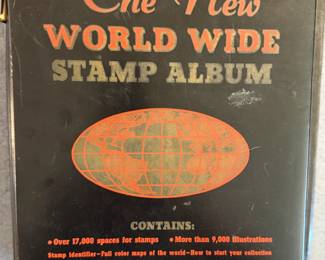 The New
WORLD WIDE
STAMP ALBUM
CONTAINS:
• Over 17,000 spaces for stamps • More than 9,000 illustrations
Stamp identifier—Full color maps of the world—How to start your collection